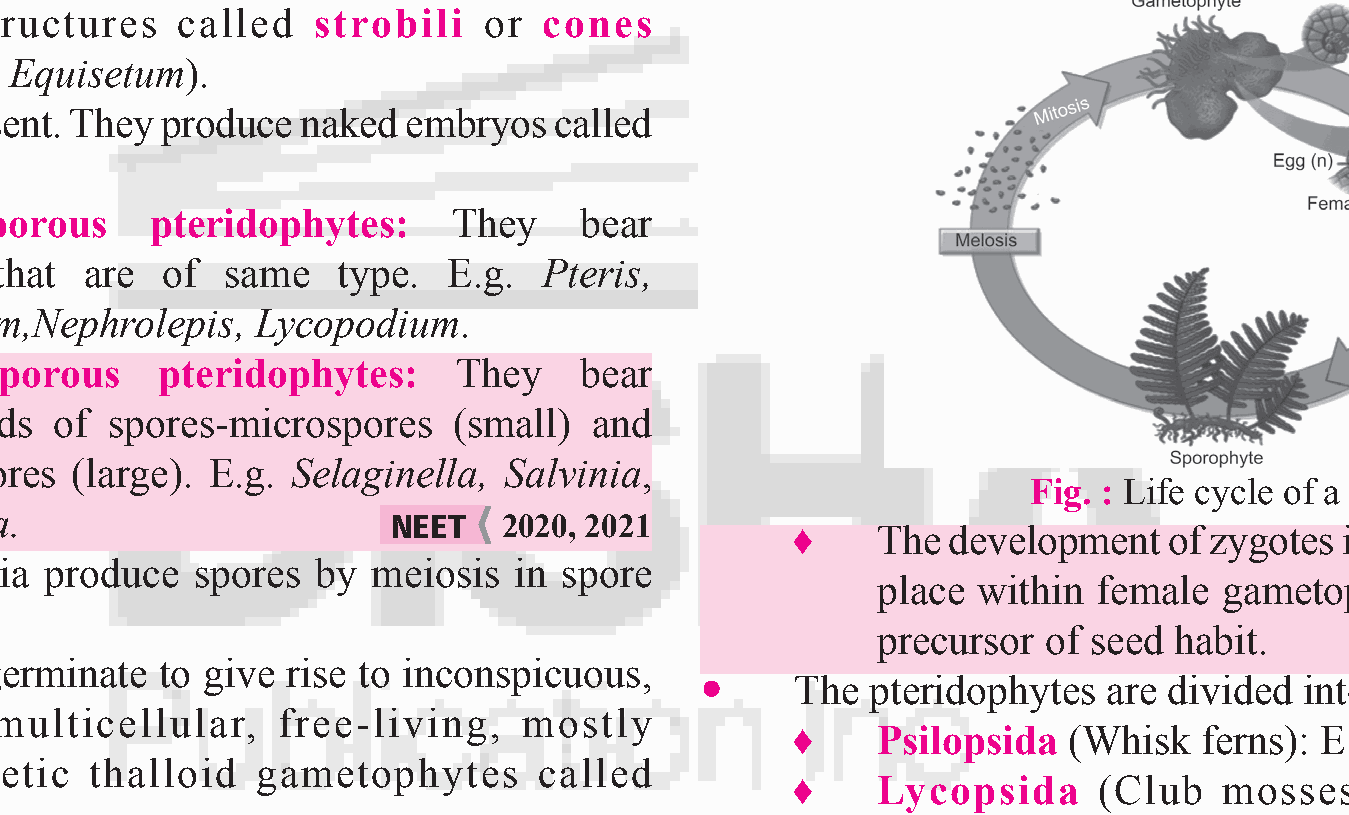 ructures called strobili or cones
Equisetum).
sent. They produce naked embryos called
porous pteridophytes: They bear
that are of same type. E.g. Pteris,
m,Nephrolepis, Lycopodium.
porous pteridophytes: They bear
ds of spores-microspores (small) and
ores (large). E.g. Selaginella, Salvinia,
a.
NEET ⟨ 2020, 2021
ia produce spores by meiosis in spore
germinate to give rise to inconspicuous,
multicellular, free-living, mostly
etic thalloid gametophytes called
Gametophyte
Mitosis
Egg (n)
Fema
Melosis
Sporophyte
Fig. : Life cycle of a
♦ The development of zygotes i
place within female gametop
precursor of seed habit.
• The pteridophytes are divided int
♦ Psilopsida (Whisk ferns): E
♦ Lycopsida (Club mosses
Publication Inc